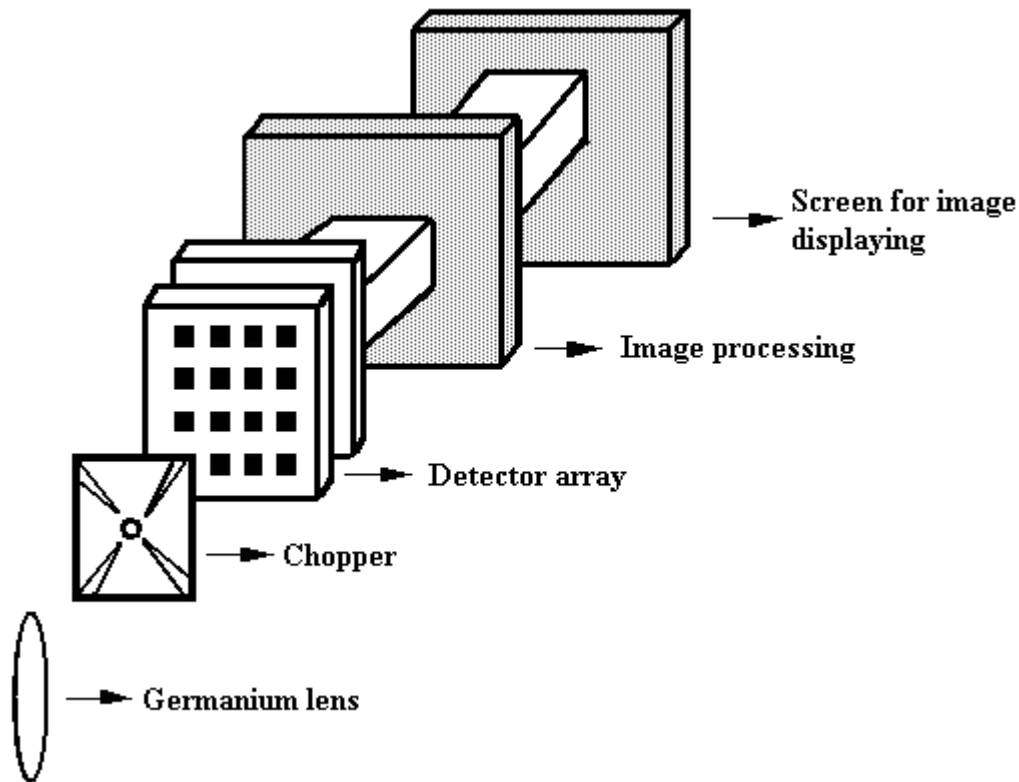 Screen for image
displaying
Image processing
Detector array
Chopper
Germanium lens